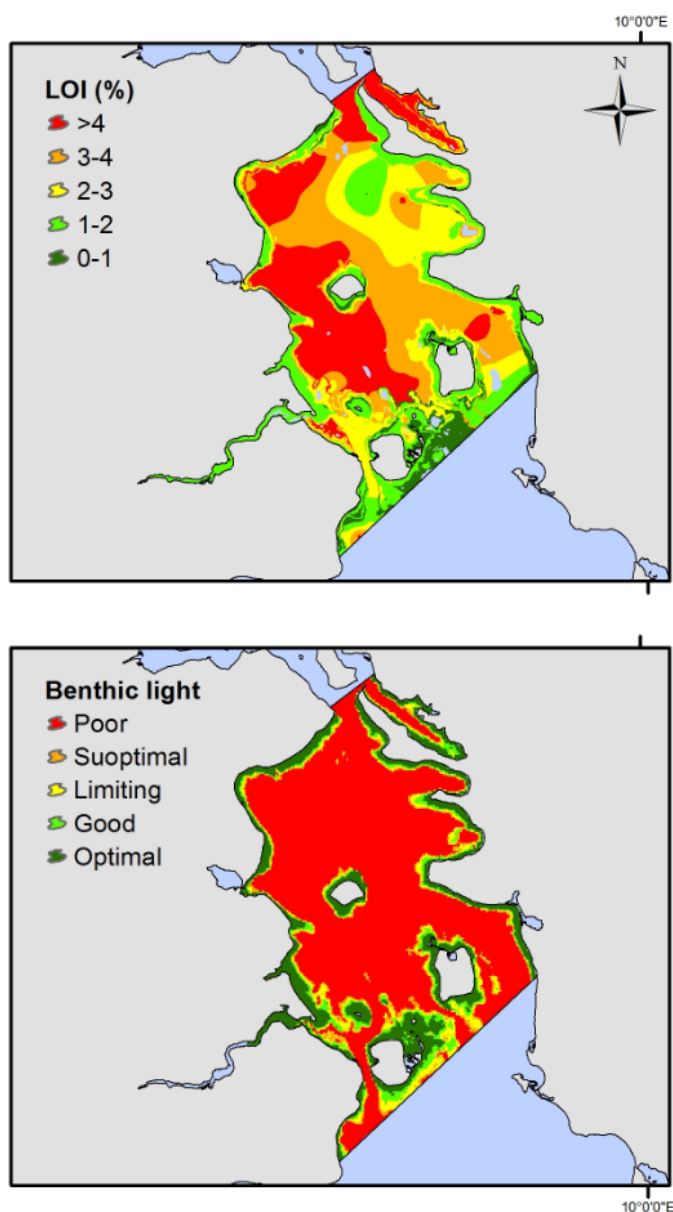 10°0'0"E
LOI (%)
>4
3-4
2-3
1-2
0-1
N
Benthic light
Poor
Suoptimal
Limiting
Good
Optimal
10°0'0"E